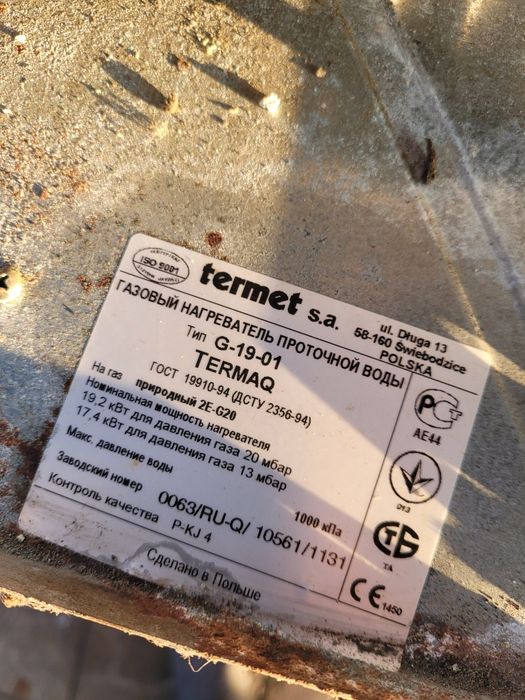 ISO 9001
termet s.a.
ul. Długa 13
58-160 Świebodzice
POLSKA
ГАЗОВЫЙ НАГРЕВАТЕЛЬ ПРОТОЧНОЙ ВОДЫ
Тип G-19-01
TERMAQ
ГОСТ 19910-94 (ДСТУ 2356-94)
На газ природный 2E-G20
Номинальная мощность нагревателя
19,2 кВт для давления газа 20 мбар
17,4 кВт для давления газа 13 мбар
Макс. давление воды 1000 кПа
Заводский номер 0063/RU-Q/ 10561/1131
Контроль качества P-KJ 4
Сделано в Польше
АЕ44
ТА
CE 1450